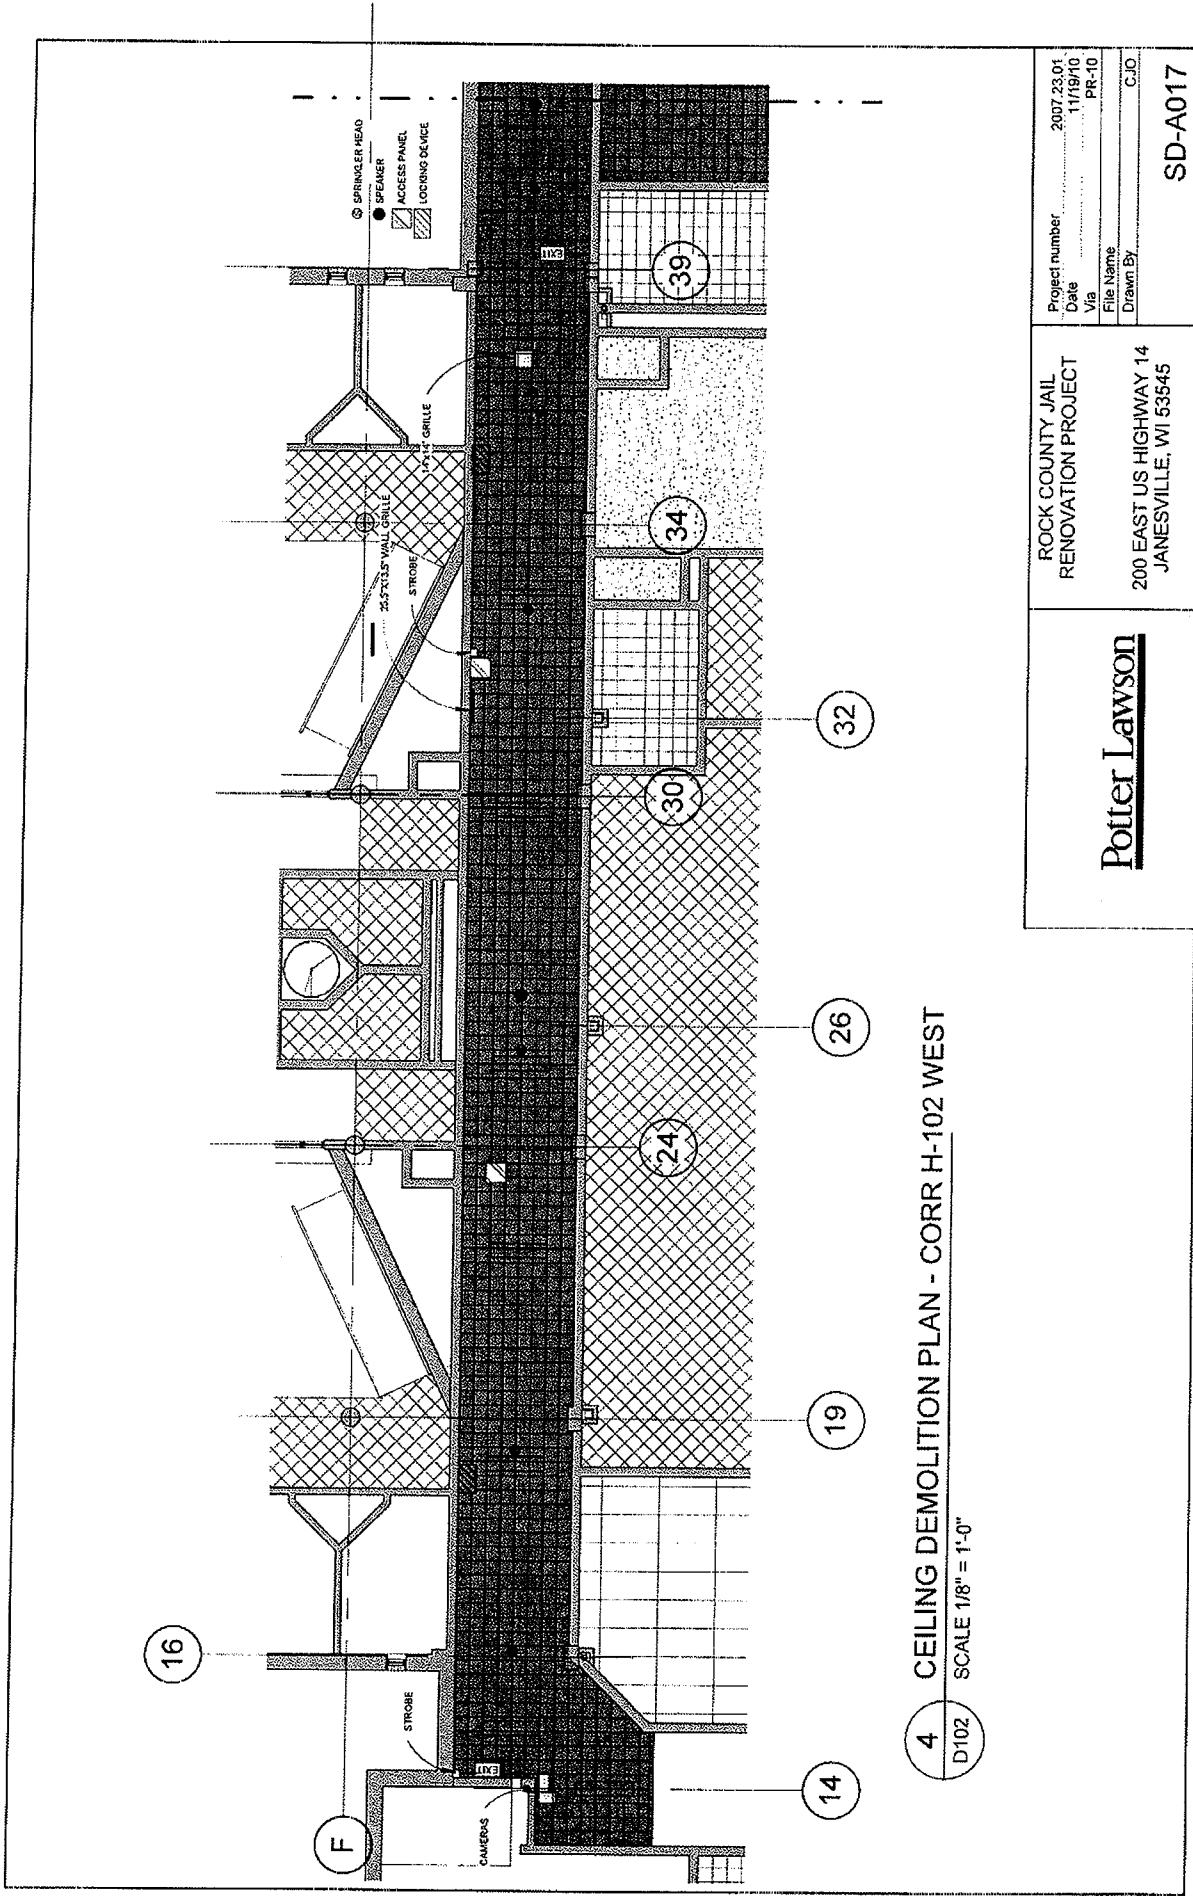 SPRINKLER HEAD
SPEAKER
ACCESS PANEL
LOCKING DEVICE
EXIT
14"x14" GRILLE
25.5"X13.5" WALL GRILLE
STROBE
STROBE
CAMERAS
EXIT
F
16
14
19
24
26
30
32
34
39
4
D102
CEILING DEMOLITION PLAN - CORR H-102 WEST
SCALE 1/8" = 1'-0"
Potter Lawson
ROCK COUNTY JAIL
RENOVATION PROJECT
200 EAST US HIGHWAY 14
JANESVILLE, WI 53545
Project number 2007.23.01
Date 11/19/10
Via PR-10
File Name
Drawn By CJO
SD-A017